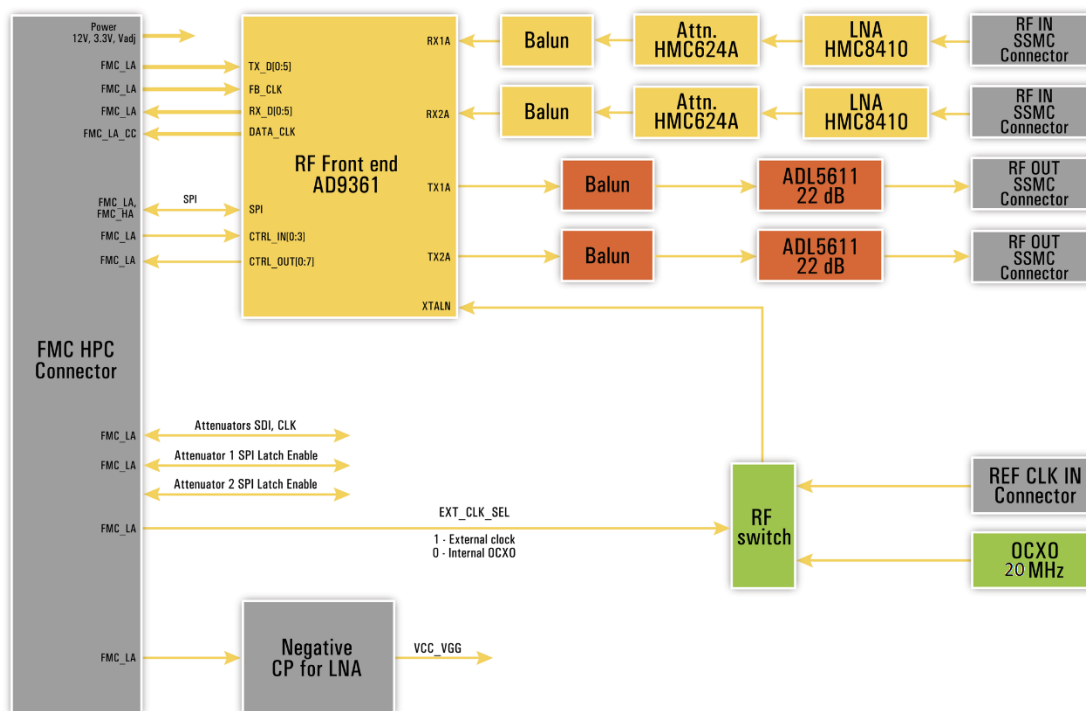 Power
12V, 3.3V, Vadj
FMC_LA
TX_D[0:5]
FMC_LA
FB_CLK
FMC_LA
RX_D[0:5]
FMC_LA_CC
DATA_CLK
FMC_LA,
FMC_HA
SPI
SPI
FMC_LA
CTRL_IN[0:3]
FMC_LA
CTRL_OUT[0:7]
RF Front end
AD9361
RX1A
RX2A
TX1A
TX2A
XTALN
Balun
Attn.
HMC624A
LNA
HMC8410
RF IN
SSMC
Connector
Balun
Attn.
HMC624A
LNA
HMC8410
RF IN
SSMC
Connector
Balun
ADL5611
22 dB
RF OUT
SSMC
Connector
Balun
ADL5611
22 dB
RF OUT
SSMC
Connector
FMC HPC
Connector
FMC_LA
Attenuators SDI, CLK
FMC_LA
Attenuator 1 SPI Latch Enable
Attenuator 2 SPI Latch Enable
FMC_LA
EXT_CLK_SEL
1 - External clock
0 - Internal OCXO
RF
switch
REF CLK IN
Connector
OCXO
20 MHz
FMC_LA
Negative
CP for LNA
VCC_VGG